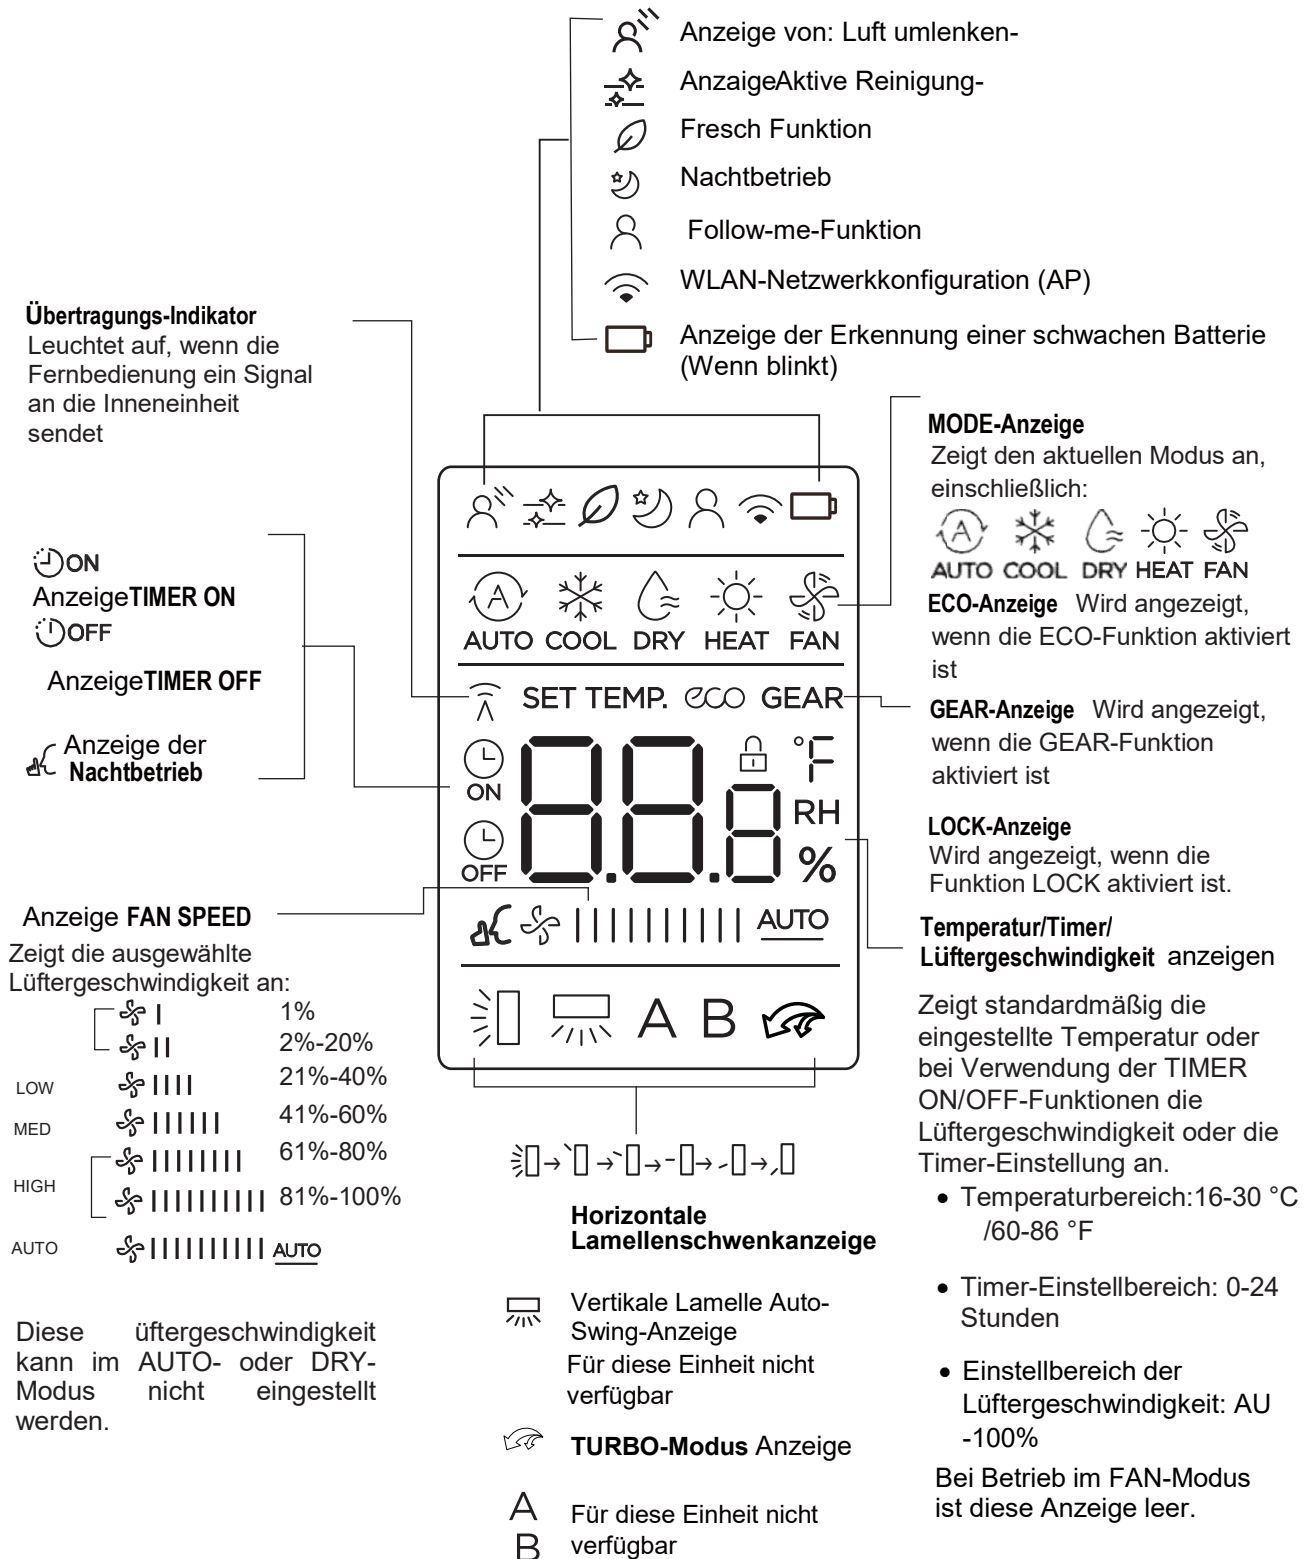 Anzeige von: Luft umlenken-
AnzaigeAktive Reinigung-
Fresch Funktion
Nachtbetrieb
Follow-me-Funktion
WLAN-Netzwerkkonfiguration (AP)
Anzeige der Erkennung einer schwachen Batterie
(Wenn blinkt)
Übertragungs-Indikator
Leuchtet auf, wenn die
Fernbedienung ein Signal
an die Inneneinheit
sendet
ON
AnzeigeTIMER ON
OFF
AnzeigeTIMER OFF
Anzeige der
Nachtbetrieb
Anzeige FAN SPEED
Zeigt die ausgewählte
Lüftergeschwindigkeit an:
1%
2%-20%
LOW 21%-40%
MED 41%-60%
61%-80%
HIGH
81%-100%
AUTO AUTO
Diese üftergeschwindigkeit
kann im AUTO- oder DRY-
Modus nicht eingestellt
werden.
A
AUTO COOL DRY HEAT FAN
SET TEMP. eco GEAR
ON
88.8
°F
RH
OFF
%
AUTO
A B
Horizontale
Lamellenschwenkanzeige
Vertikale Lamelle Auto-
Swing-Anzeige
Für diese Einheit nicht
verfügbar
TURBO-Modus Anzeige
A
B
Für diese Einheit nicht
verfügbar
MODE-Anzeige
Zeigt den aktuellen Modus an,
einschließlich:
A
AUTO COOL DRY HEAT FAN
ECO-Anzeige Wird angezeigt,
wenn die ECO-Funktion aktiviert
ist
GEAR-Anzeige Wird angezeigt,
wenn die GEAR-Funktion
aktiviert ist
LOCK-Anzeige
Wird angezeigt, wenn die
Funktion LOCK aktiviert ist.
Temperatur/Timer/
Lüftergeschwindigkeit anzeigen
Zeigt standardmäßig die
eingestellte Temperatur oder
bei Verwendung der TIMER
ON/OFF-Funktionen die
Lüftergeschwindigkeit oder die
Timer-Einstellung an.
• Temperaturbereich:16-30 °C
/60-86 °F
• Timer-Einstellbereich: 0-24
Stunden
• Einstellbereich der
Lüftergeschwindigkeit: AU
-100%
Bei Betrieb im FAN-Modus
ist diese Anzeige leer.